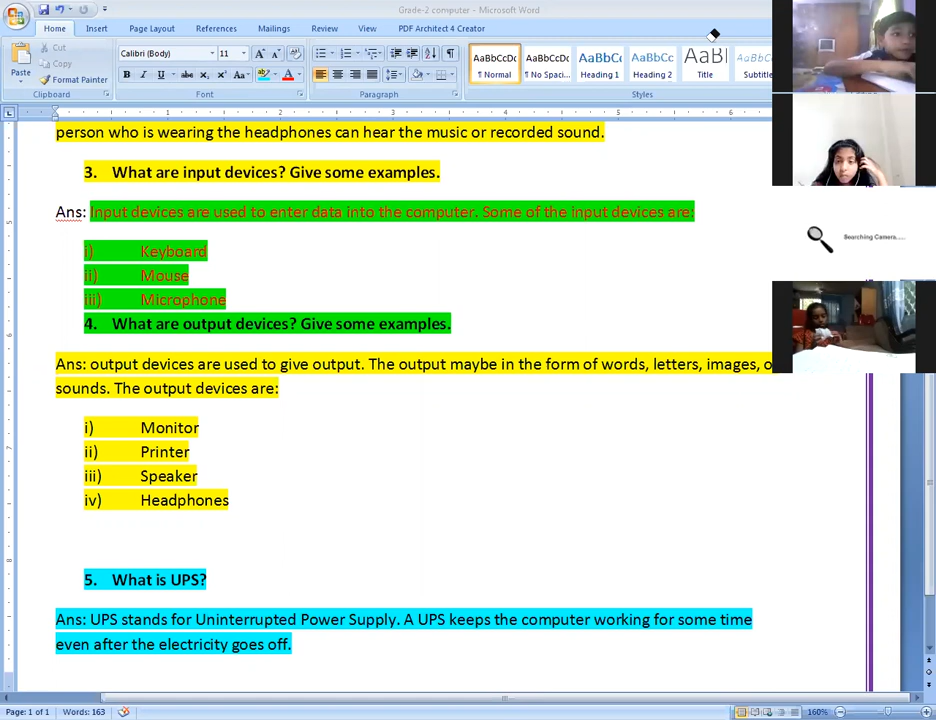 Grade-2 computer - Microsoft Word
Home Insert Page Layout References Mailings Review View PDF Architect 4 Creator
Paste Cut Copy Format Painter Clipboard
Calibri (Body) 11 Font
Paragraph
AaBbCcDc ¶ Normal AaBbCcDc ¶ No Spaci... AaBbCc Heading 1 AaBbCc Heading 2 AaBb Title AaBbCc Subtitle Styles
person who is wearing the headphones can hear the music or recorded sound.
3. What are input devices? Give some examples.
Ans: Input devices are used to enter data into the computer. Some of the input devices are:
i) Keyboard
ii) Mouse
iii) Microphone
4. What are output devices? Give some examples.
Ans: output devices are used to give output. The output maybe in the form of words, letters, images, o
sounds. The output devices are:
i) Monitor
ii) Printer
iii) Speaker
iv) Headphones
5. What is UPS?
Ans: UPS stands for Uninterrupted Power Supply. A UPS keeps the computer working for some time
even after the electricity goes off.
Searching Camera.....
Page: 1 of 1 Words: 163 160%